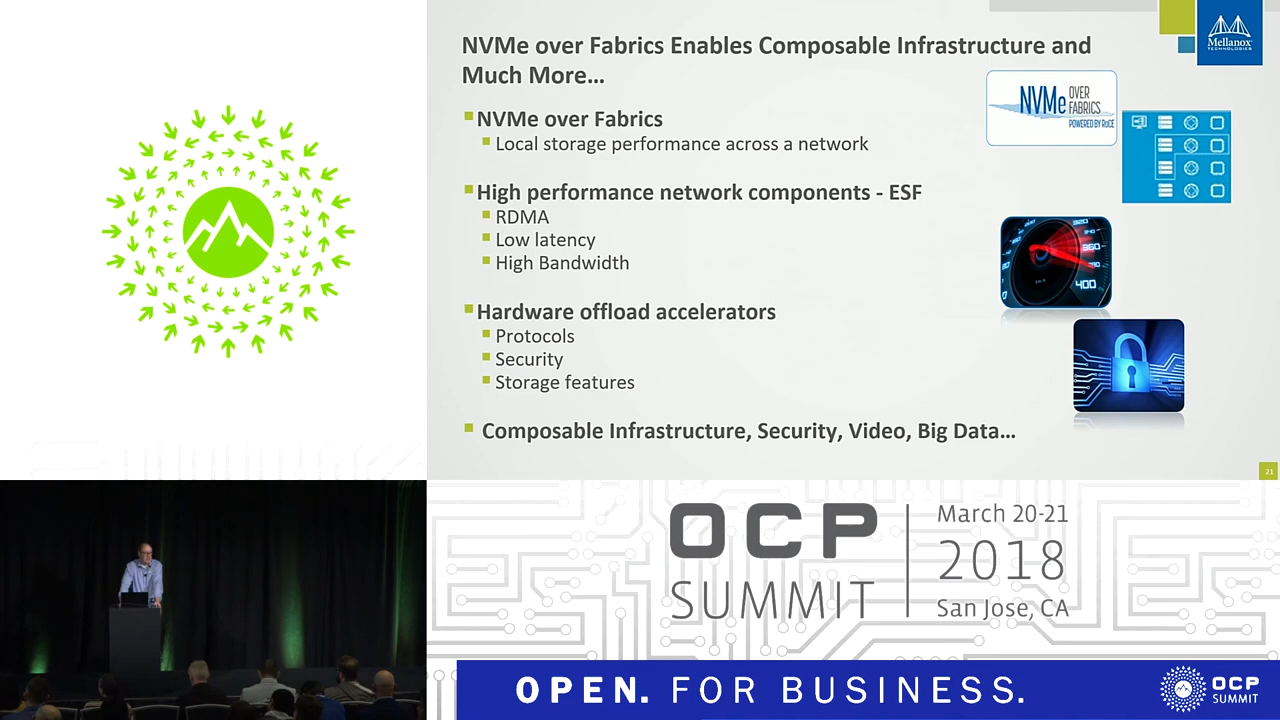 NVMe over Fabrics Enables Composable Infrastructure and
Much More…
Mellanox
TECHNOLOGIES
NVMe OVER FABRICS
POWERED BY RoCE
NVMe over Fabrics
Local storage performance across a network
High performance network components - ESF
RDMA
Low latency
High Bandwidth
360
400
Hardware offload accelerators
Protocols
Security
Storage features
Composable Infrastructure, Security, Video, Big Data…
21
OCP
SUMMIT
March 20-21
2018
San Jose, CA
OPEN. FOR BUSINESS.
OCP
SUMMIT